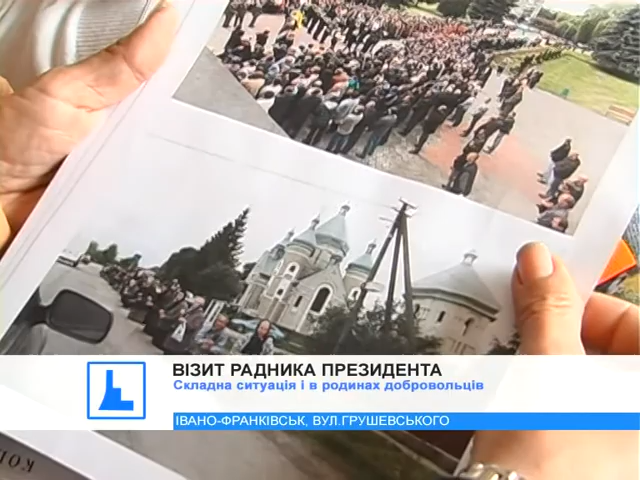 ВІЗИТ РАДНИКА ПРЕЗИДЕНТА
Складна ситуація і в родинах добровольців
ІВАНО-ФРАНКІВСЬК, ВУЛ.ГРУШЕВСЬКОГО